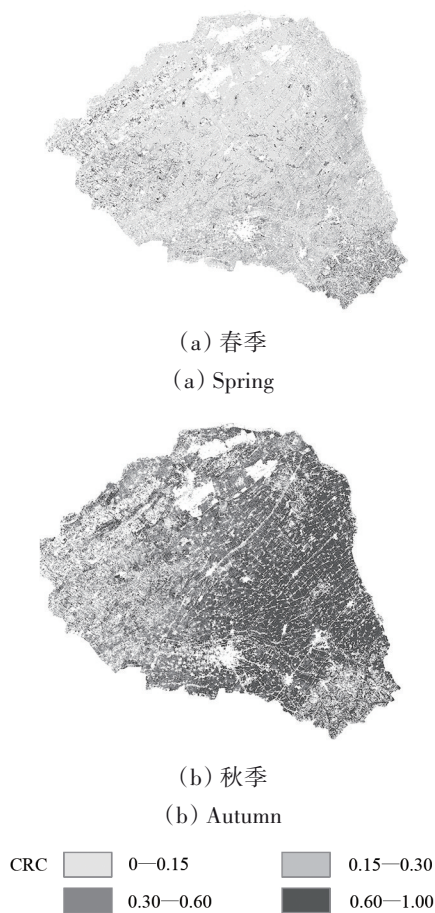 (a) 春季
(a) Spring
(b) 秋季
(b) Autumn
CRC 0—0.15 0.15—0.30
0.30—0.60 0.60—1.00